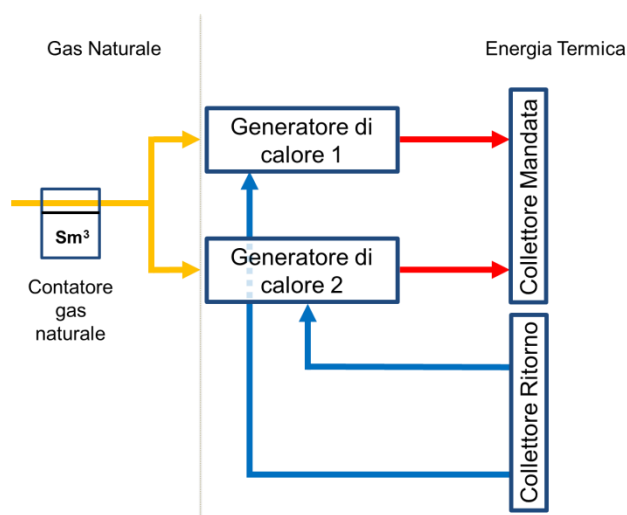 Gas Naturale
Energia Termica
Generatore di
calore 1
Collettore Mandata
Sm³
Generatore di
calore 2
Contatore
gas
naturale
Collettore Ritorno